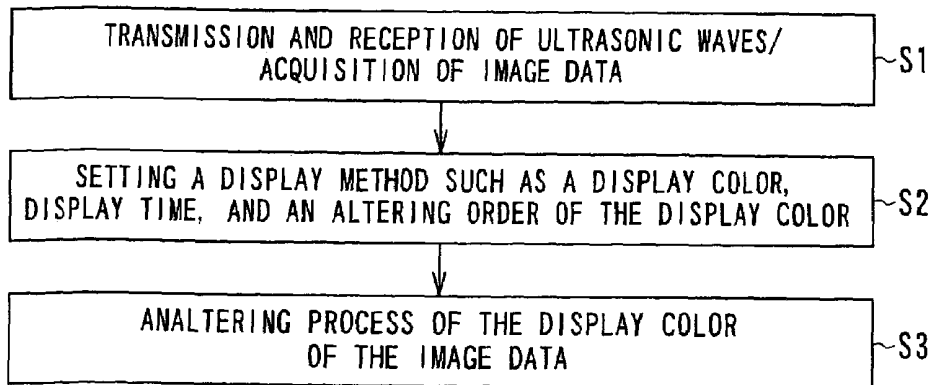 TRANSMISSION AND RECEPTION OF ULTRASONIC WAVES/
ACQUISITION OF IMAGE DATA
~S1
SETTING A DISPLAY METHOD SUCH AS A DISPLAY COLOR,
DISPLAY TIME, AND AN ALTERING ORDER OF THE DISPLAY COLOR
~S2
ANALTERING PROCESS OF THE DISPLAY COLOR
OF THE IMAGE DATA
~S3